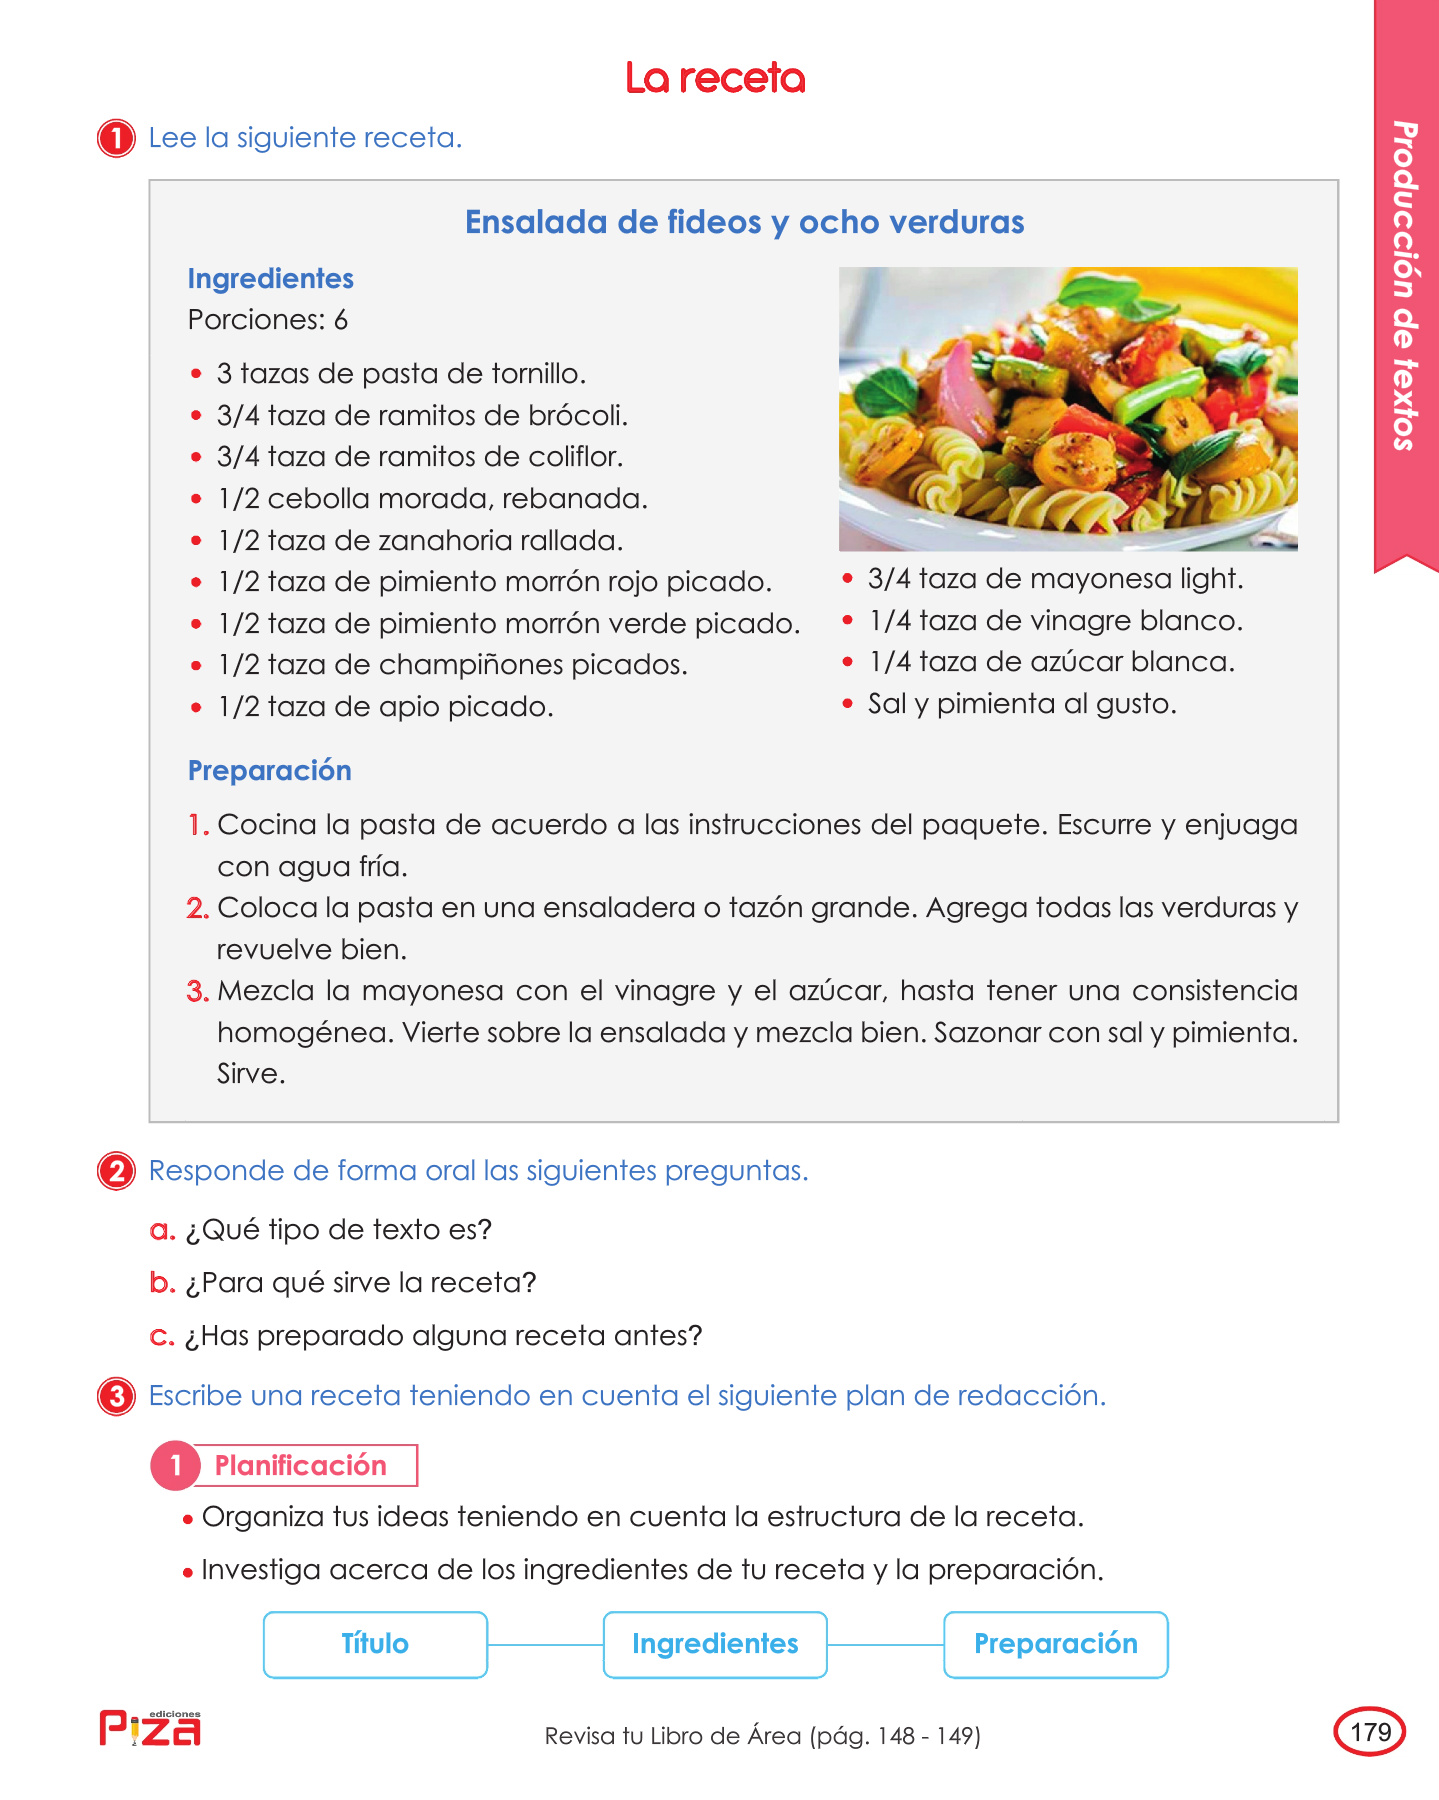 La receta
Producción de textos
1 Lee la siguiente receta.
Ensalada de fideos y ocho verduras
Ingredientes
Porciones: 6
• 3 tazas de pasta de tornillo.
• 3/4 taza de ramitos de brócoli.
• 3/4 taza de ramitos de coliflor.
• 1/2 cebolla morada, rebanada.
• 1/2 taza de zanahoria rallada.
• 1/2 taza de pimiento morrón rojo picado.
• 1/2 taza de pimiento morrón verde picado.
• 1/2 taza de champiñones picados.
• 1/2 taza de apio picado.
• 3/4 taza de mayonesa light.
• 1/4 taza de vinagre blanco.
• 1/4 taza de azúcar blanca.
• Sal y pimienta al gusto.
Preparación
1. Cocina la pasta de acuerdo a las instrucciones del paquete. Escurre y enjuaga
con agua fría.
2. Coloca la pasta en una ensaladera o tazón grande. Agrega todas las verduras y
revuelve bien.
3. Mezcla la mayonesa con el vinagre y el azúcar, hasta tener una consistencia
homogénea. Vierte sobre la ensalada y mezcla bien. Sazonar con sal y pimienta.
Sirve.
2 Responde de forma oral las siguientes preguntas.
a. ¿Qué tipo de texto es?
b. ¿Para qué sirve la receta?
c. ¿Has preparado alguna receta antes?
3 Escribe una receta teniendo en cuenta el siguiente plan de redacción.
1 Planificación
• Organiza tus ideas teniendo en cuenta la estructura de la receta.
• Investiga acerca de los ingredientes de tu receta y la preparación.
Título Ingredientes Preparación
ediciones
Piza
Revisa tu Libro de Área (pág. 148 - 149)
179